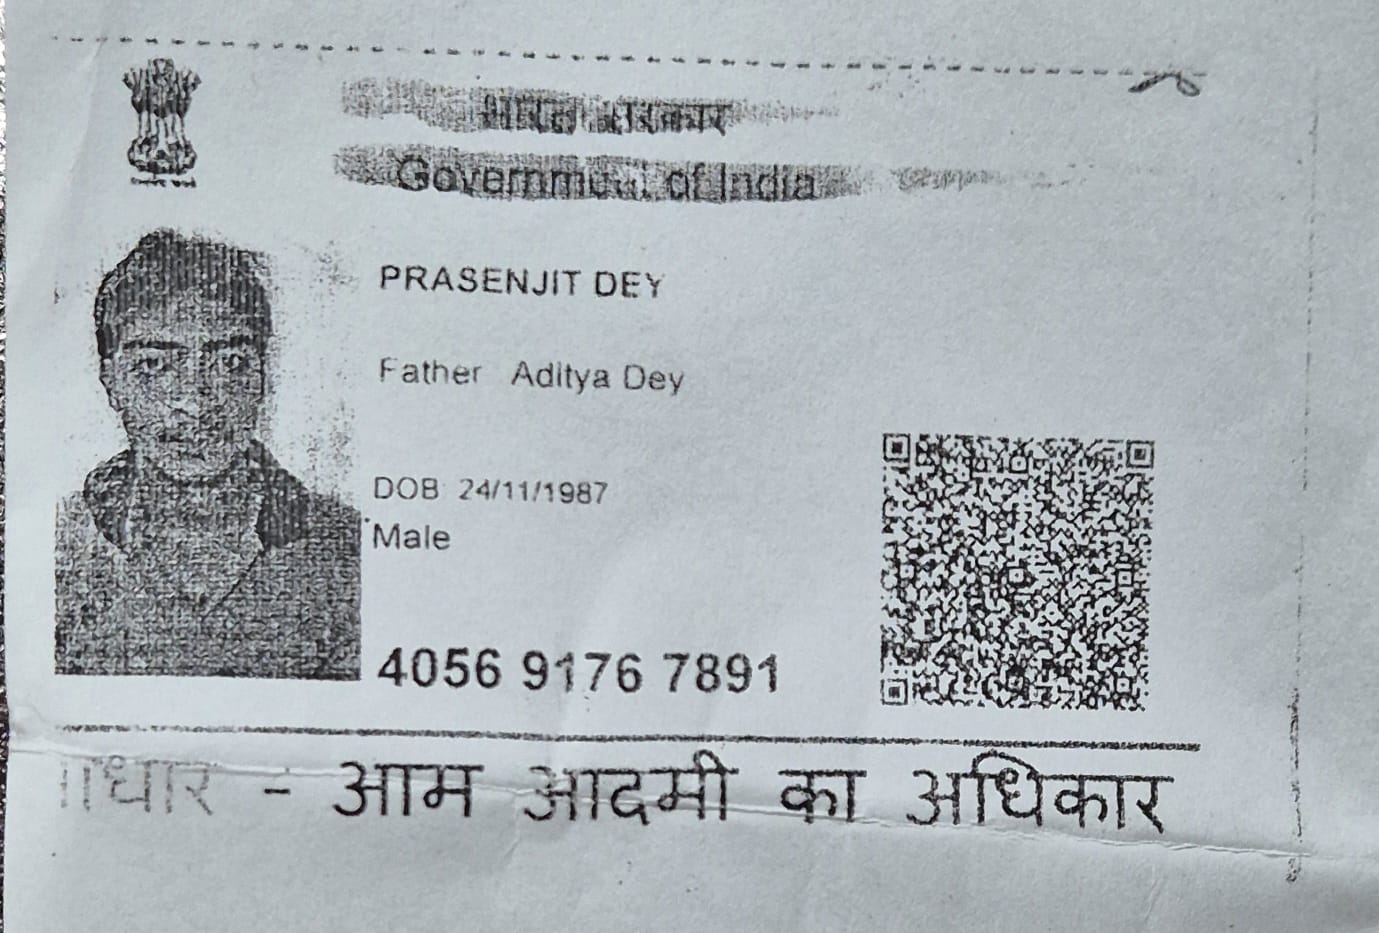 भारत सरकार
Government of India
PRASENJIT DEY
Father Aditya Dey
DOB 24/11/1987
Male
4056 9176 7891
आधार - आम आदमी का अधिकार